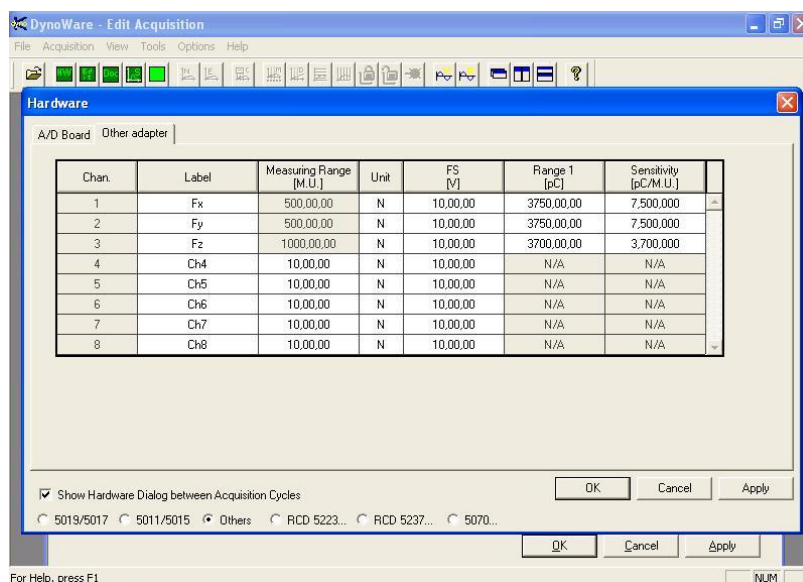 DynoWare - Edit Acquisition
File Acquisition View Tools Options Help
Hardware
A/D Board Other adapter
Chan. Label Measuring Range [M.U.] Unit FS [V] Range 1 [pC] Sensitivity [pC/M.U.]
1 Fx 500,00,00 N 10,00,00 3750,00,00 7,500,000
2 Fy 500,00,00 N 10,00,00 3750,00,00 7,500,000
3 Fz 1000,00,00 N 10,00,00 3700,00,00 3,700,000
4 Ch4 10,00,00 N 10,00,00 N/A N/A
5 Ch5 10,00,00 N 10,00,00 N/A N/A
6 Ch6 10,00,00 N 10,00,00 N/A N/A
7 Ch7 10,00,00 N 10,00,00 N/A N/A
8 Ch8 10,00,00 N 10,00,00 N/A N/A
OK Cancel Apply
Show Hardware Dialog between Acquisition Cycles
5019/5017 5011/5015 Others RCD 5223... RCD 5237... 5070...
OK Cancel Apply
For Help, press F1 NUM